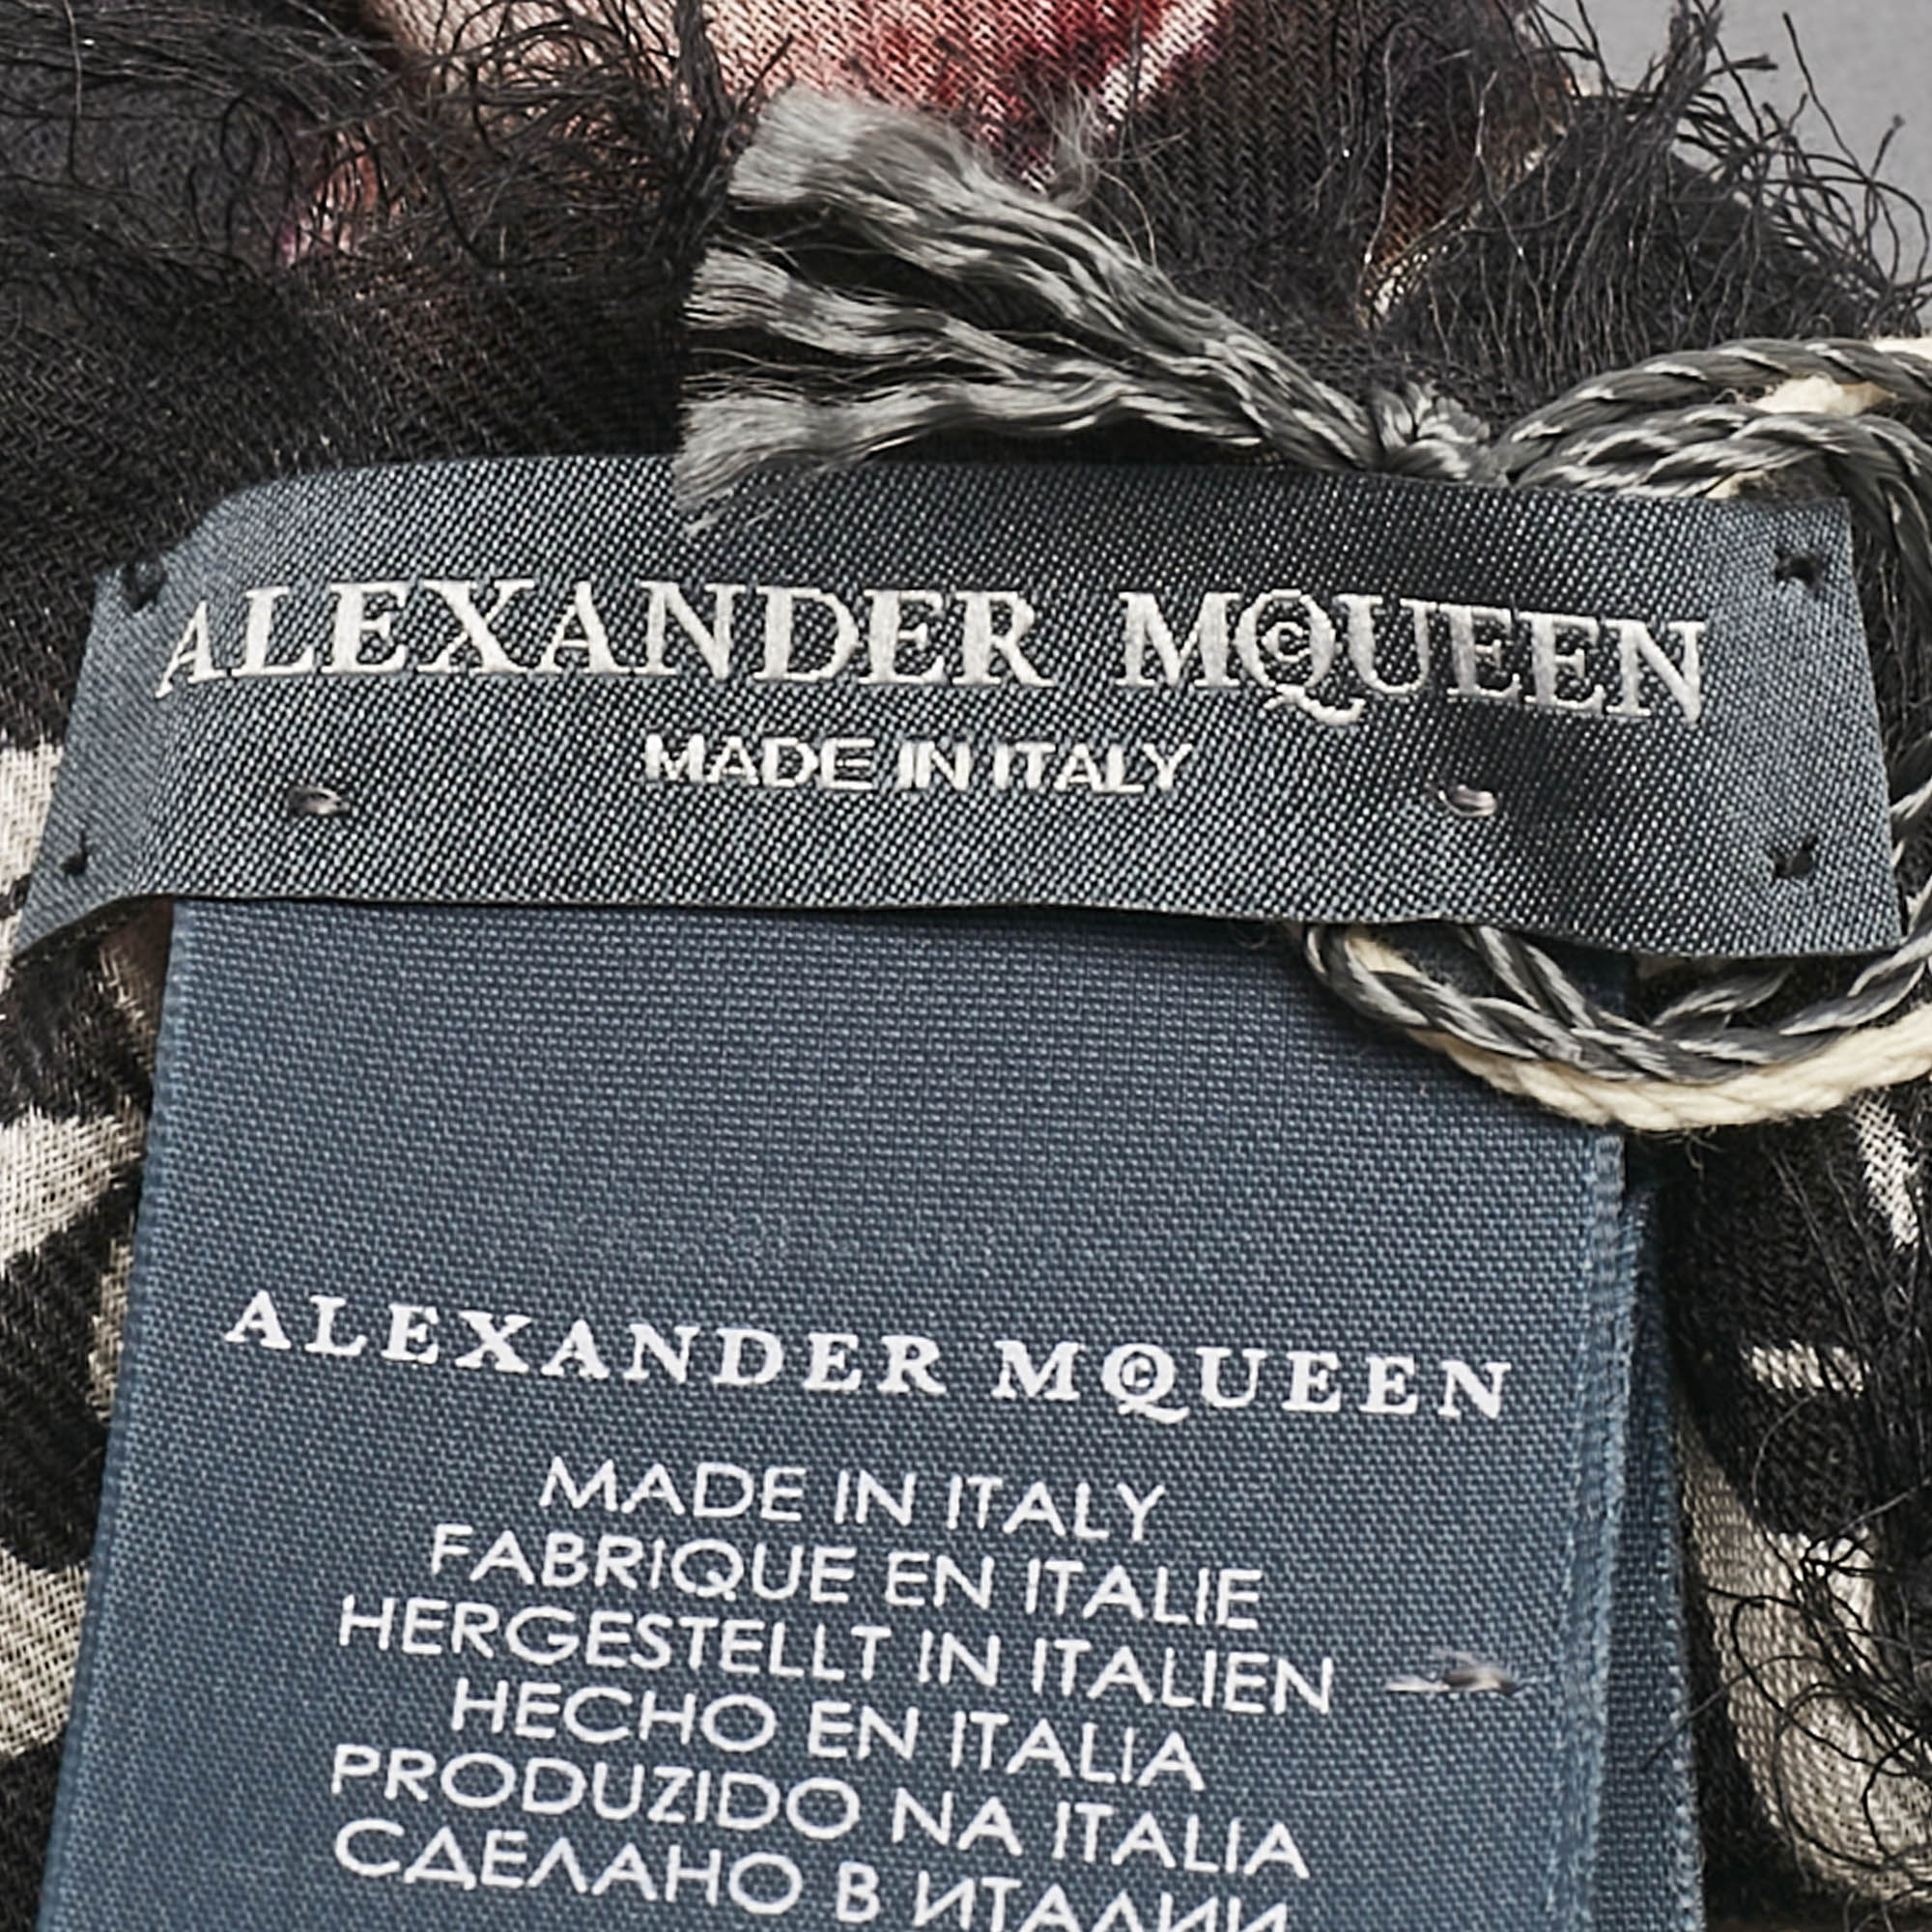 ALEXANDER MQUEEN
MADE IN ITALY
ALEXANDER MQUEEN
MADE IN ITALY
FABRIQUE EN ITALIE
HERGESTELLT IN ITALIEN
HECHO EN ITALIA
PRODUZIDO NA ITALIA
СДЕЛАНО В ИТАЛИИ